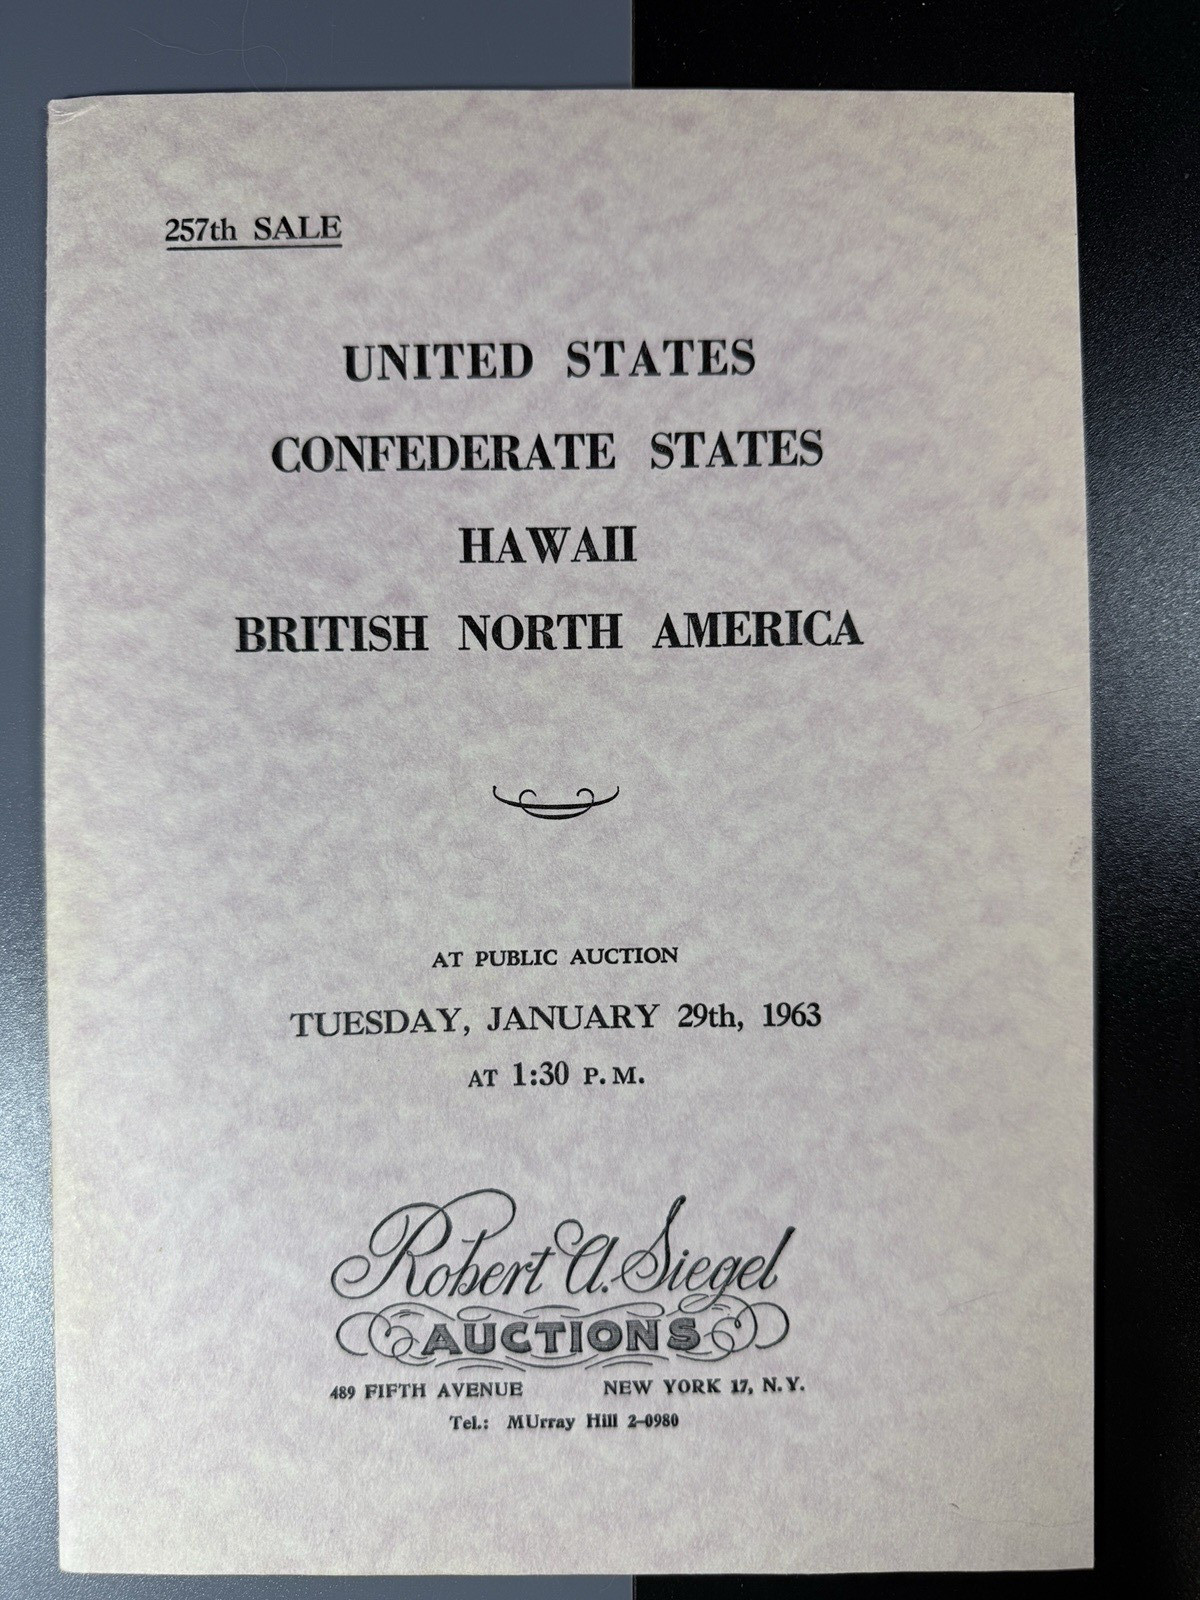 257th SALE
UNITED STATES
CONFEDERATE STATES
HAWAII
BRITISH NORTH AMERICA
AT PUBLIC AUCTION
TUESDAY, JANUARY 29th, 1963
AT 1:30 P. M.
Robert A. Siegel
AUCTIONS
489 FIFTH AVENUE NEW YORK 17, N. Y.
Tel.: MUrray Hill 2-0980